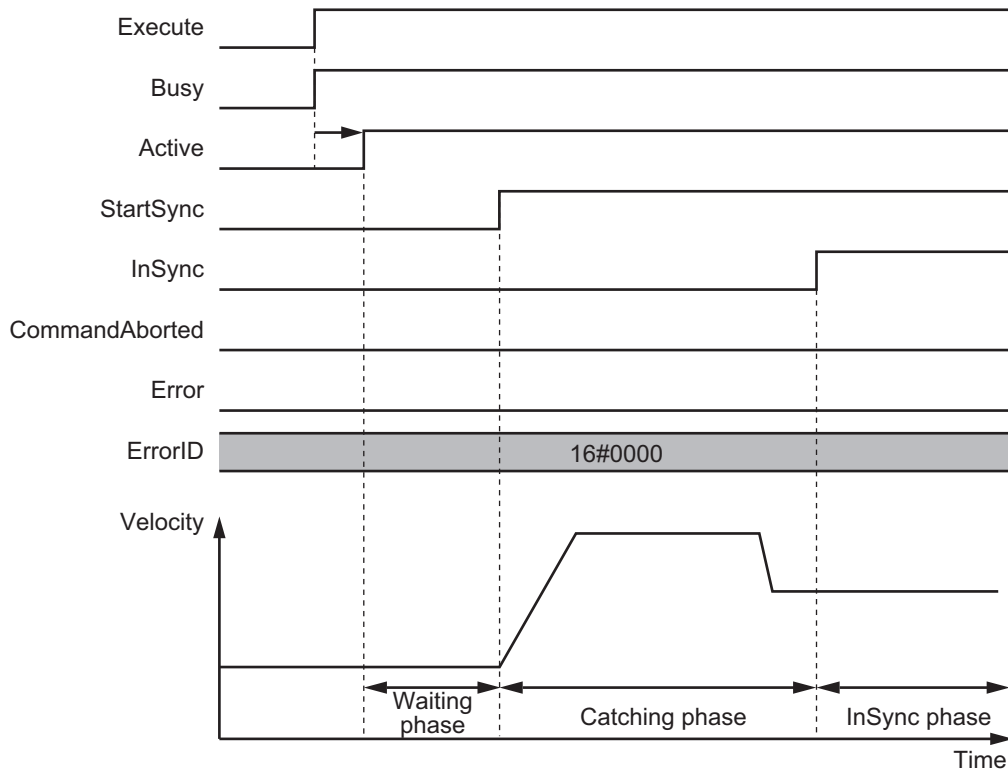 Execute
Busy
Active
StartSync
InSync
CommandAborted
Error
ErrorID
16#0000
Velocity
Waiting
phase
Catching phase
InSync phase
Time